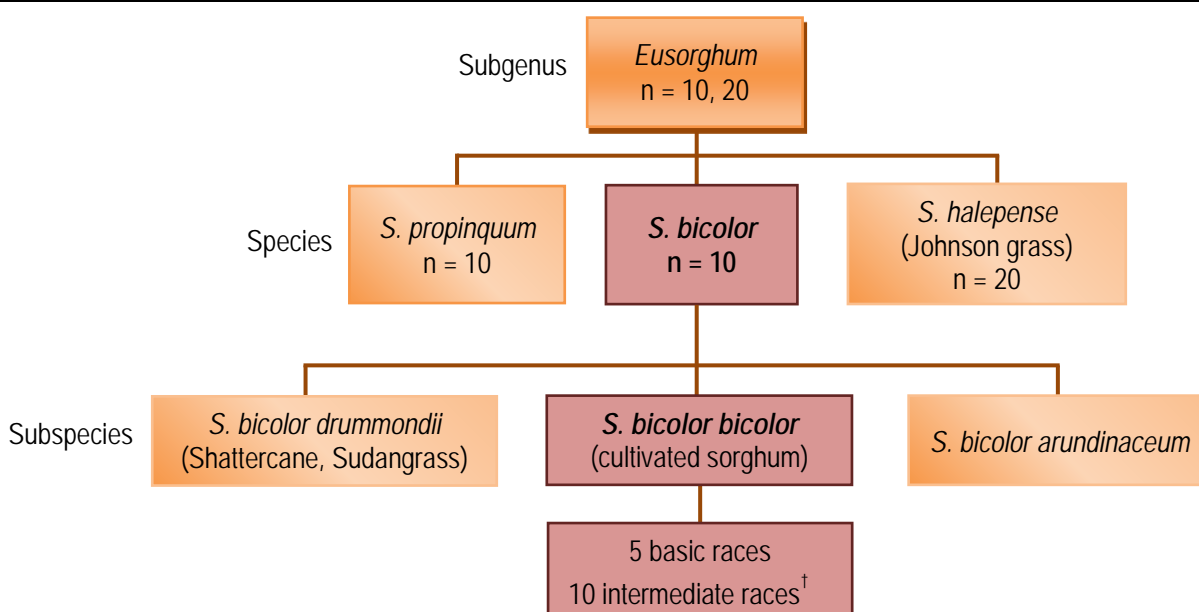 Subgenus
Eusorghum
n = 10, 20
Species
S. propinquum
n = 10
S. bicolor
n = 10
S. halepense
(Johnson grass)
n = 20
Subspecies
S. bicolor drummondii
(Shattercane, Sudangrass)
S. bicolor bicolor
(cultivated sorghum)
S. bicolor arundinaceum
5 basic races
10 intermediate races†